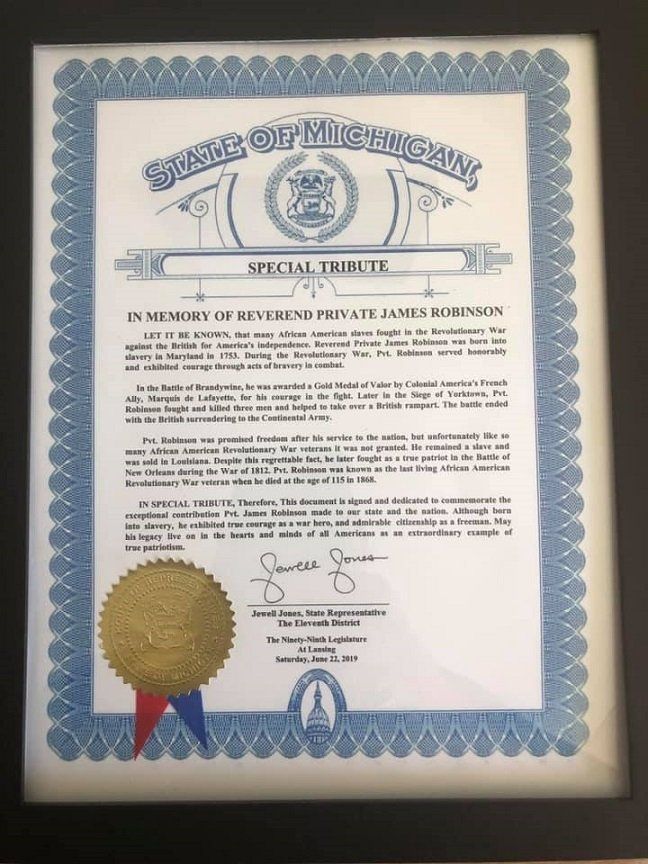 STATE OF MICHIGAN,
SPECIAL TRIBUTE
IN MEMORY OF REVEREND PRIVATE JAMES ROBINSON
LET IT BE KNOWN, that many African American slaves fought in the Revolutionary War
against the British for America's independence. Reverend Private James Robinson was born into
slavery in Maryland in 1753. During the Revolutionary War, Pvt. Robinson served honorably
and exhibited courage through acts of bravery in combat.
In the Battle of Brandywine, he was awarded a Gold Medal of Valor by Colonial America's French
Ally, Marquis de Lafayette, for his courage in the fight. Later in the Siege of Yorktown, Pvt.
Robinson fought and killed three men and helped to take over a British rampart. The battle ended
with the British surrendering to the Continental Army.
Pvt. Robinson was promised freedom after his service to the nation, but unfortunately like so
many African American Revolutionary War veterans it was not granted. He remained a slave and
was sold in Louisiana. Despite this regrettable fact, he later fought as a true patriot in the Battle of
New Orleans during the War of 1812. Pvt. Robinson was known as the last living African American
Revolutionary War veteran when he died at the age of 115 in 1868.
IN SPECIAL TRIBUTE, Therefore, This document is signed and dedicated to commemorate the
exceptional contribution Pvt. James Robinson made to our state and the nation. Although born
into slavery, he exhibited true courage as a war hero, and admirable citizenship as a freeman. May
his legacy live on in the hearts and minds of all Americans as an extraordinary example of
true patriotism.
Jewell Jones
Jewell Jones, State Representative
The Eleventh District
The Ninety-Ninth Legislature
At Lansing
Saturday, June 22, 2019